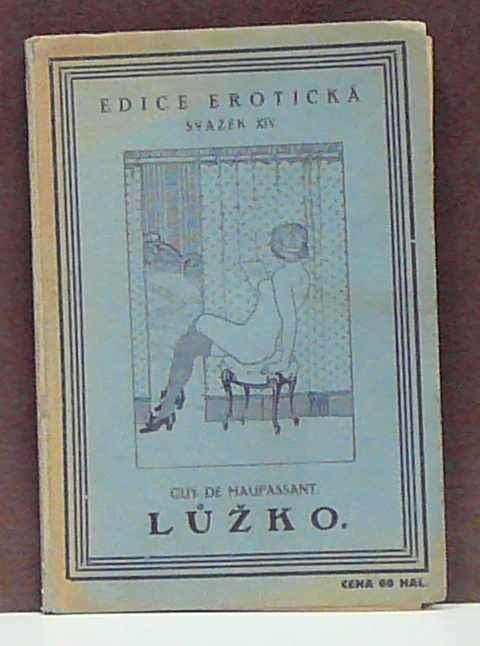 EDICE EROTICKÁ
SVAZEK XIV.
GUY DE MAUPASSANT.
LŮŽKO.
CENA 60 HAL.